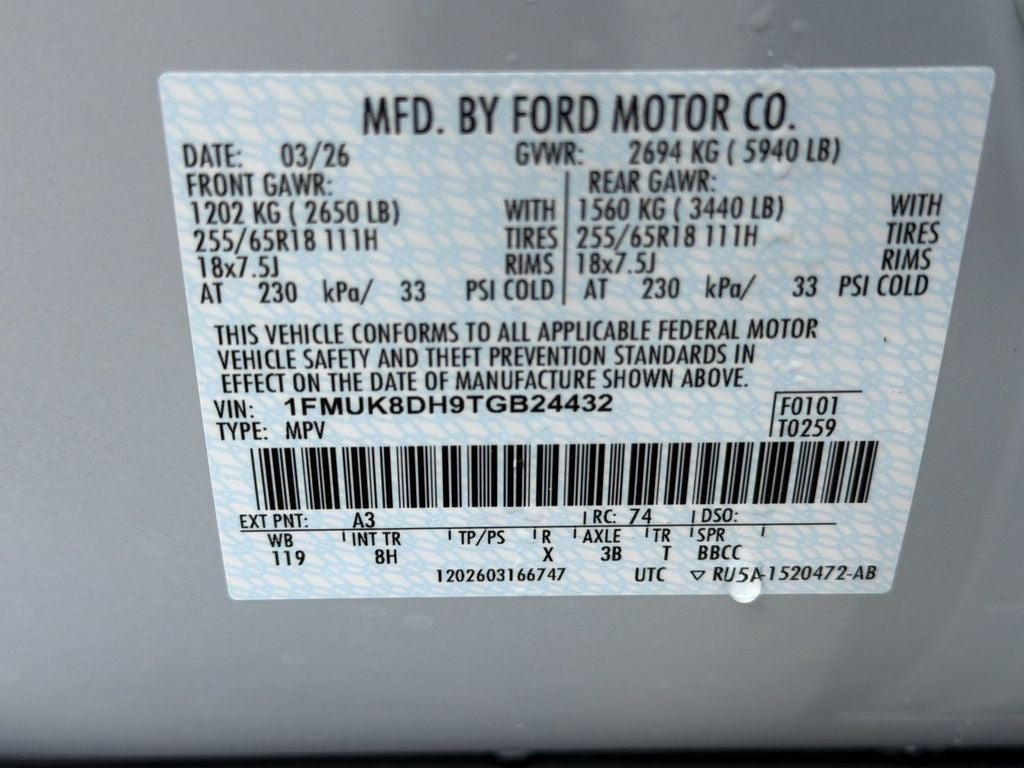 MFD. BY FORD MOTOR CO.
DATE: 03/26 GVWR: 2694 KG ( 5940 LB)
FRONT GAWR: REAR GAWR:
1202 KG ( 2650 LB) WITH 1560 KG ( 3440 LB) WITH
255/65R18 111H TIRES 255/65R18 111H TIRES
18x7.5J RIMS 18x7.5J RIMS
AT 230 kPa/ 33 PSI COLD AT 230 kPa/ 33 PSI COLD
THIS VEHICLE CONFORMS TO ALL APPLICABLE FEDERAL MOTOR
VEHICLE SAFETY AND THEFT PREVENTION STANDARDS IN
EFFECT ON THE DATE OF MANUFACTURE SHOWN ABOVE.
VIN: 1FMUK8DH9TGB24432 F0101
TYPE: MPV T0259
EXT PNT: A3 RC: 74 DSO:
WB INT TR TP/PS R AXLE TR SPR
119 8H X 3B T BBCC
1202603166747 UTC ▽ RU5A-1520472-AB